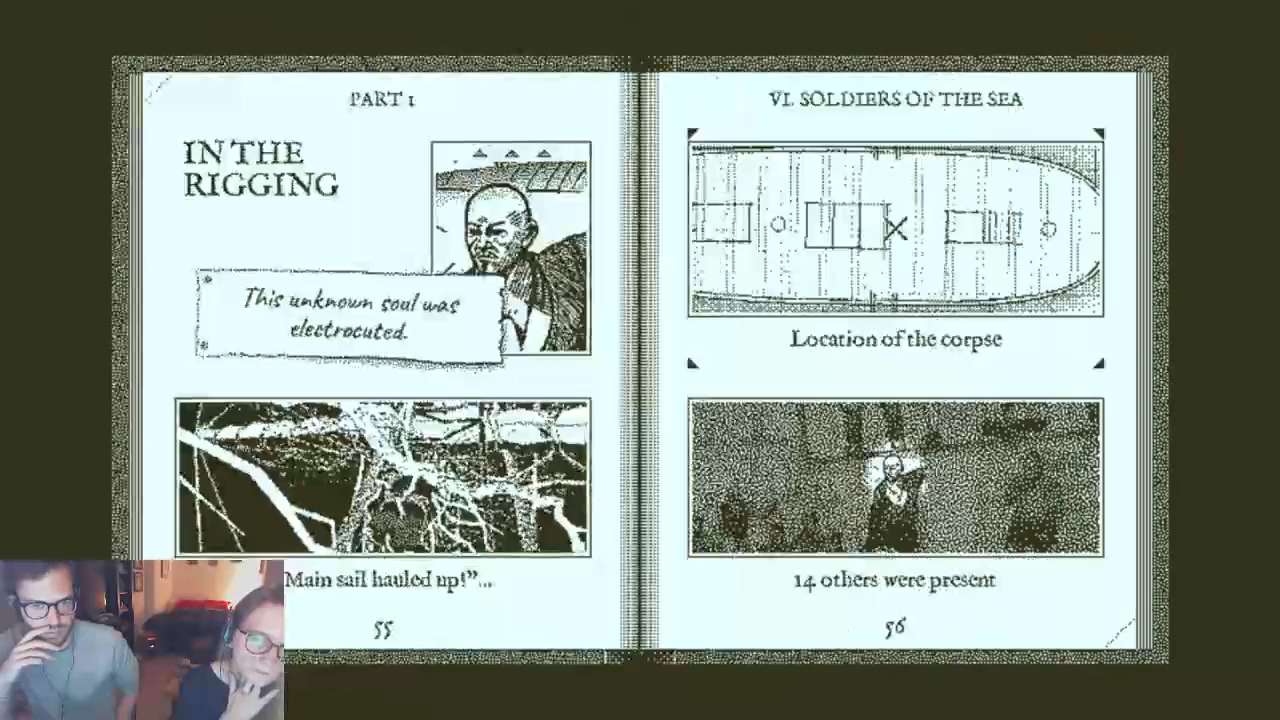 PART 1
IN THE
RIGGING
This unknown soul was
electrocuted.
Main sail hauled up!"...
55
VI. SOLDIERS OF THE SEA
Location of the corpse
14 others were present
56